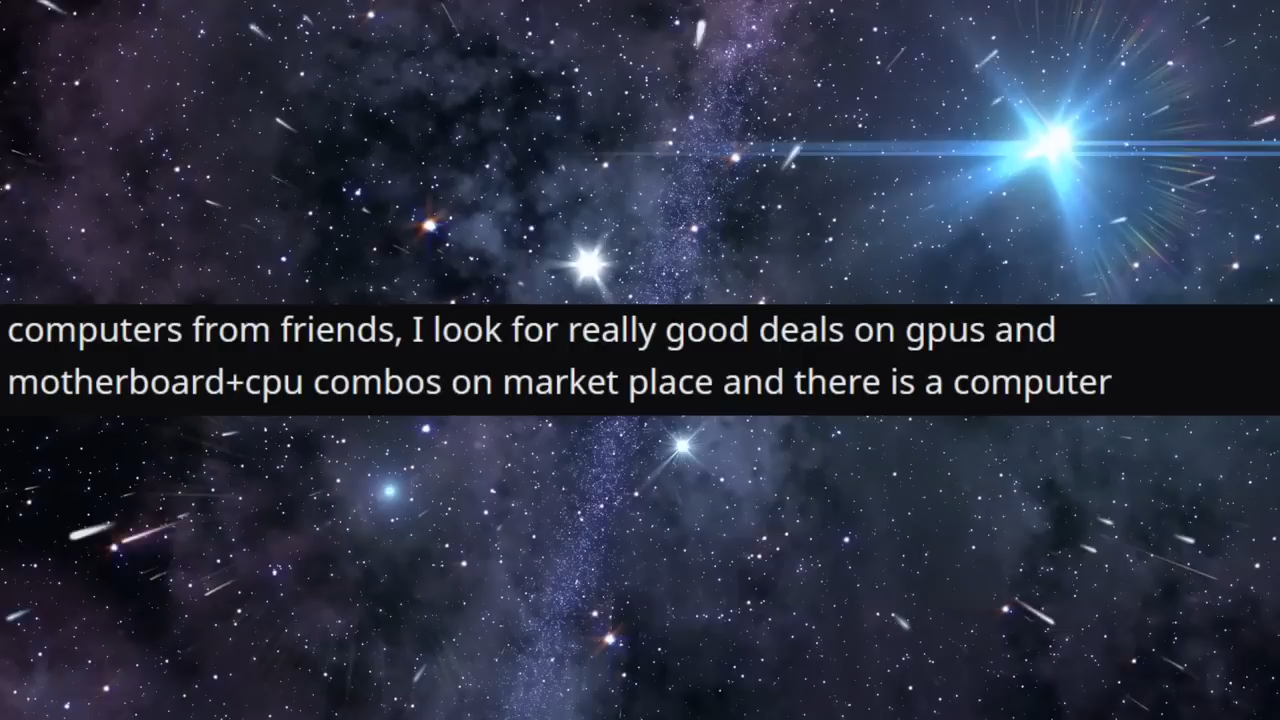 computers from friends, I look for really good deals on gpus and
motherboard+cpu combos on market place and there is a computer